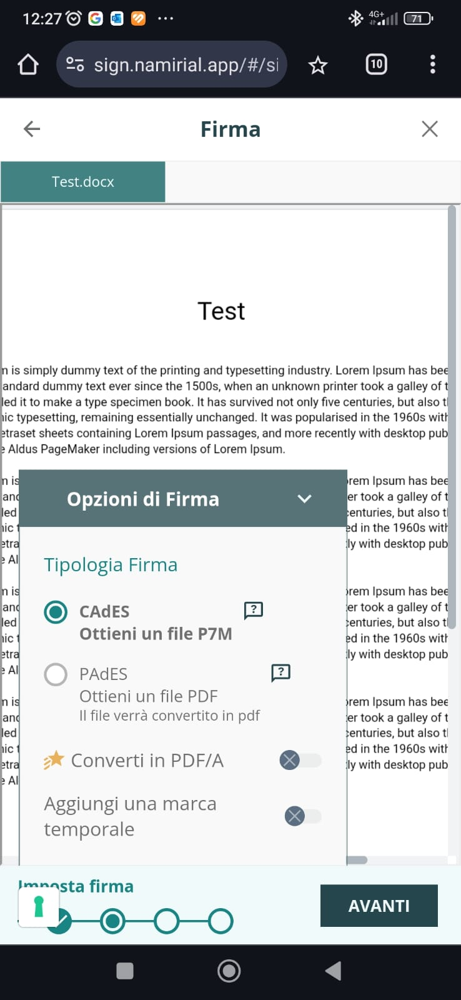 12:27
4G+
71
sign.namirial.app/#/si
10
Firma
Test.docx
Test
m is simply dummy text of the printing and typesetting industry. Lorem Ipsum has bee
andard dummy text ever since the 1500s, when an unknown printer took a galley of t
led it to make a type specimen book. It has survived not only five centuries, but also tl
nic typesetting, remaining essentially unchanged. It was popularised in the 1960s with
etraset sheets containing Lorem Ipsum passages, and more recently with desktop pub
e Aldus PageMaker including versions of Lorem Ipsum.
m is
orem Ipsum has bee
and
er took a galley of t
led
centuries, but also tl
nic t
ed in the 1960s with
etra
ly with desktop pub
e Al
Opzioni di Firma
Tipologia Firma
m is
orem Ipsum has bee
and
er took a galley of t
led
centuries, but also tl
nic t
ed in the 1960s with
etra
ly with desktop pub
e Al
CAdES
Ottieni un file P7M
PAdES
Ottieni un file PDF
Il file verrà convertito in pdf
m is
orem Ipsum has bee
and
er took a galley of t
led
centuries, but also tl
nic t
ed in the 1960s with
etra
ly with desktop pub
e Al
Converti in PDF/A
Aggiungi una marca
temporale
Imposta firma
AVANTI